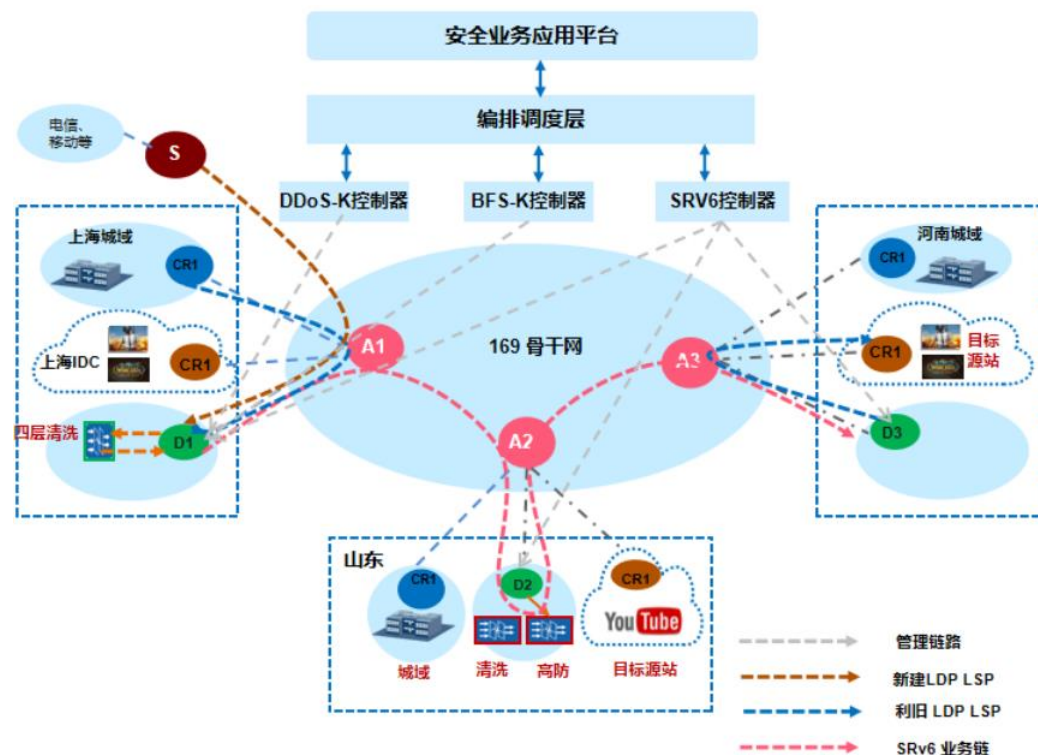 安全业务应用平台
编排调度层
电信、
移动等
S
DDoS-K控制器
BFS-K控制器
SRV6控制器
上海城域
CR1
河南城域
CR1
169 骨干网
A1
A3
上海IDC
CR1
CR1
目标
源站
四层清洗
D1
A2
D3
山东
CR1
D2
CR1
YouTube
城域
清洗
高防
目标源站
管理链路
新建LDP LSP
利旧 LDP LSP
SRv6 业务链